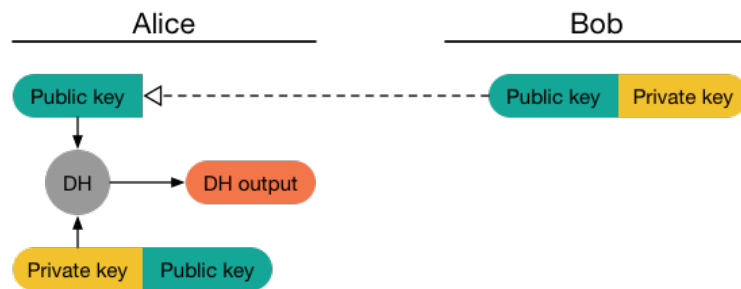 Alice
Bob
Public key
Public key
Private key
DH
DH output
Private key
Public key